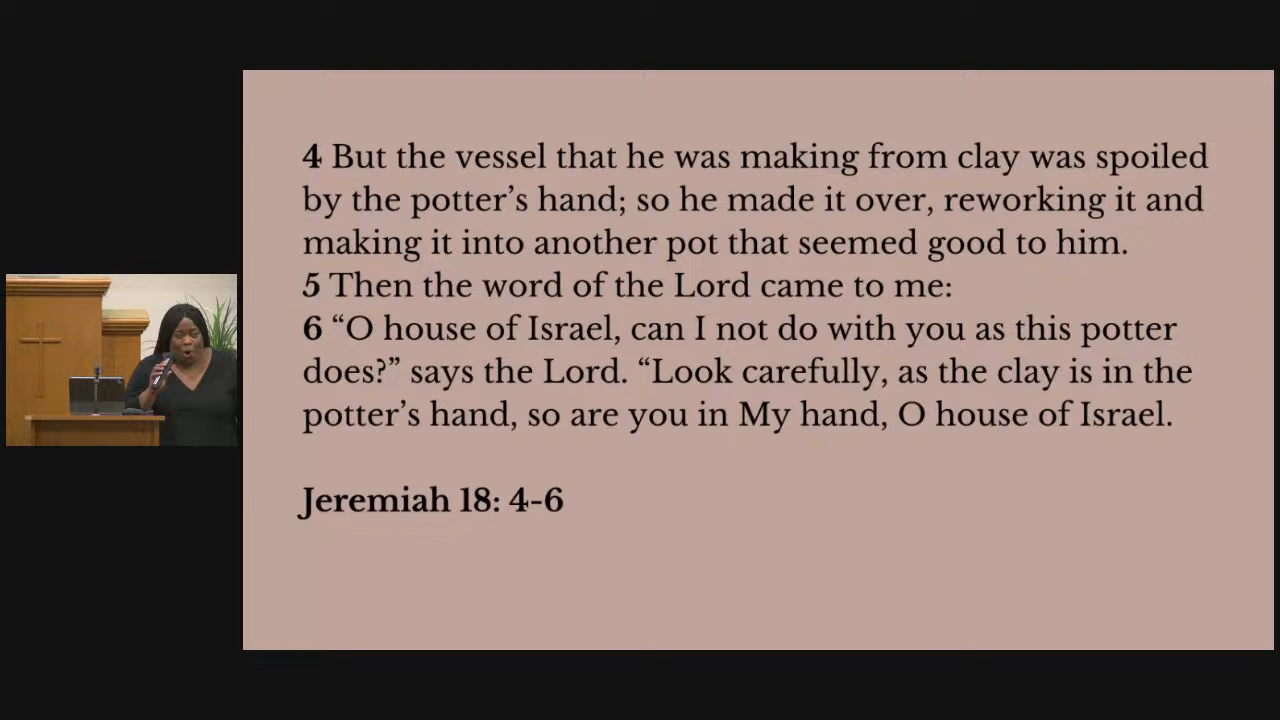 4 But the vessel that he was making from clay was spoiled
by the potter’s hand; so he made it over, reworking it and
making it into another pot that seemed good to him.
5 Then the word of the Lord came to me:
6 “O house of Israel, can I not do with you as this potter
does?” says the Lord. “Look carefully, as the clay is in the
potter’s hand, so are you in My hand, O house of Israel.
Jeremiah 18: 4-6